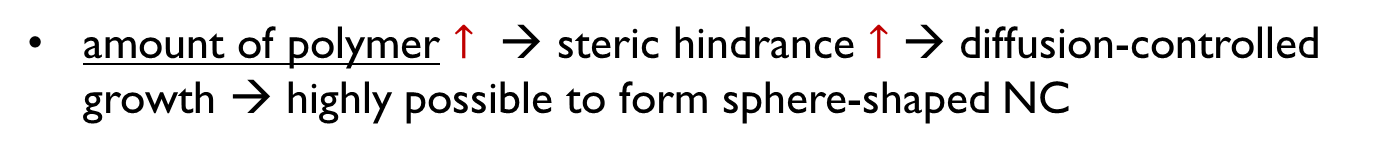 • amount of polymer ↑ → steric hindrance ↑ → diffusion-controlled
growth → highly possible to form sphere-shaped NC